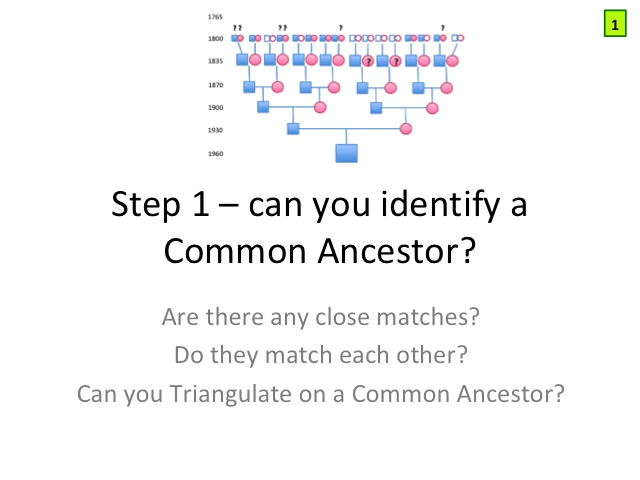 1765
1
? ?
? ?
?
?
1800
1835
?
?
1870
1900
1930
1960
Step 1 – can you identify a
Common Ancestor?
Are there any close matches?
Do they match each other?
Can you Triangulate on a Common Ancestor?